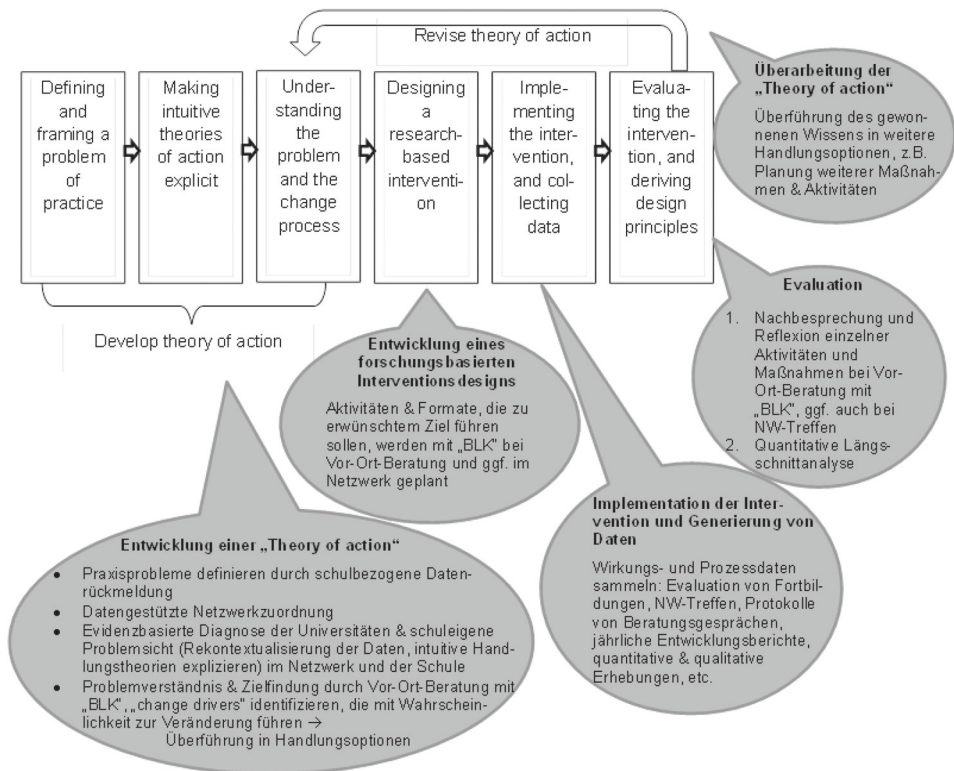 Revise theory of action
Defining
and
framing a
problem
of
practice
Making
intuitive
theories
of action
explicit
Under-
standing
the
problem
and the
change
process
Designing
a
research-
based
interventi-
on
Imple-
menting
the inter-
vention,
and col-
lecting
data
Evaluating
the
interven-
tion, and
deriving
design
principles
Develop theory of action
Überarbeitung der
„Theory of action“
Überführung des gewon-
nenen Wissens in weitere
Handlungsoptionen, z.B.
Planung weiterer Maßnah-
men & Aktivitäten
Evaluation
1. Nachbesprechung und
Reflexion einzelner
Aktivitäten und
Maßnahmen bei Vor-
Ort-Beratung mit
„BLK“, ggf. auch bei
NW-Treffen
2. Quantitative Längs-
schnittanalyse
Entwicklung eines
forschungsbasierten
Interventionsdesigns
Aktivitäten & Formate, die zu
erwünschtem Ziel führen
sollen, werden mit „BLK“ bei
Vor-Ort-Beratung und ggf. im
Netzwerk geplant
Implementation der Inter-
vention und Generierung von
Daten
Wirkungs- und Prozessdaten
sammeln: Evaluation von Fortbil-
dungen, NW-Treffen, Protokolle
von Beratungsgesprächen,
jährliche Entwicklungsberichte,
quantitative & qualitative
Erhebungen, etc.
Entwicklung einer „Theory of action“
• Praxisprobleme definieren durch schulbezogene Daten-
rückmeldung
• Datengestützte Netzwerkzuordnung
• Evidenzbasierte Diagnose der Universitäten & schuleigene
Problemsicht (Rekontextualisierung der Daten, intuitive Hand-
lungstheorien explizieren) im Netzwerk und der Schule
• Problemverständnis & Zielfindung durch Vor-Ort-Beratung mit
„BLK“, „change drivers“ identifizieren, die mit Wahrschein-
lichkeit zur Veränderung führen →
Überführung in Handlungsoptionen